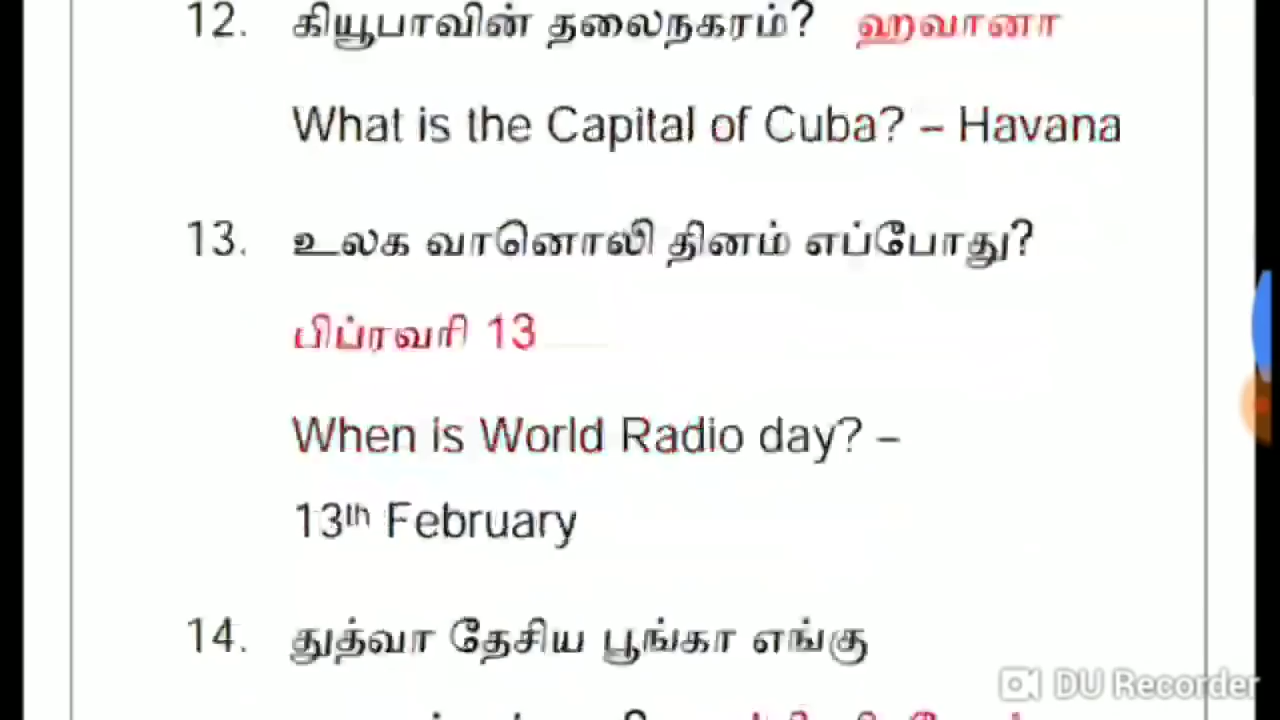 12. கியூபாவின் தலைநகரம்? ஹவானா
What is the Capital of Cuba? – Havana
13. உலக வானொலி தினம் எப்போது?
பிப்ரவரி 13
When is World Radio day? –
13th February
14. துத்வா தேசிய பூங்கா எங்கு
DU Recorder